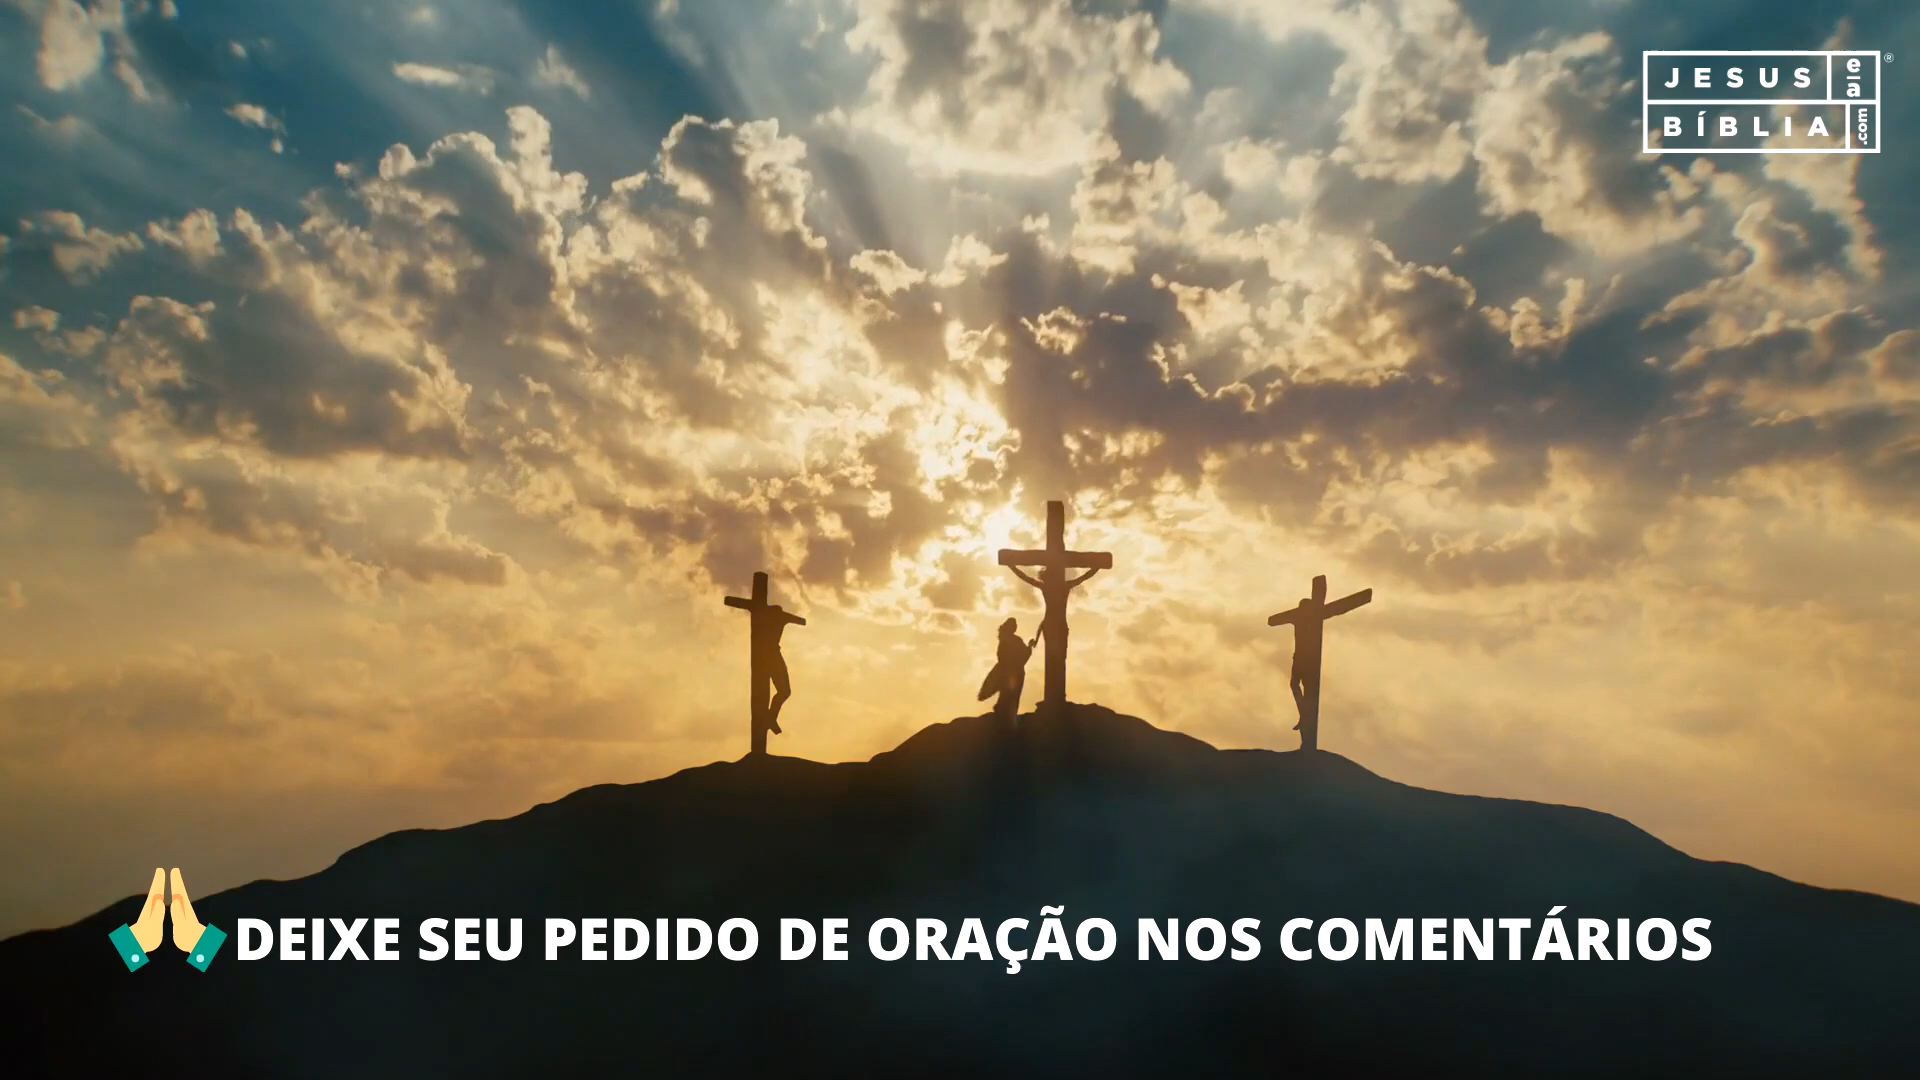 JESUS e a
BÍBLIA .com
®
DEIXE SEU PEDIDO DE ORAÇÃO NOS COMENTÁRIOS